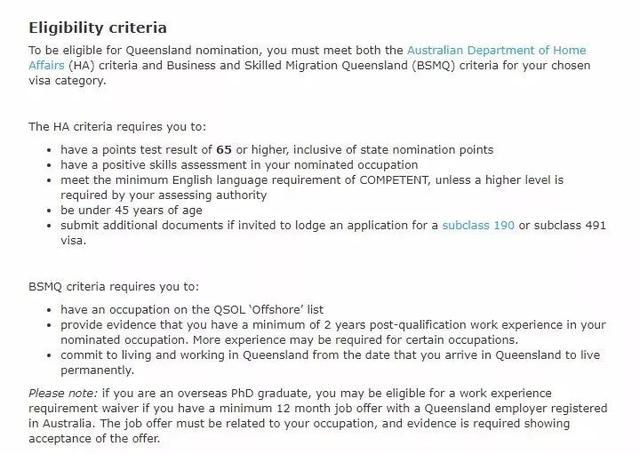 Eligibility criteria
To be eligible for Queensland nomination, you must meet both the Australian Department of Home
Affairs (HA) criteria and Business and Skilled Migration Queensland (BSMQ) criteria for your chosen
visa category.
The HA criteria requires you to:
• have a points test result of 65 or higher, inclusive of state nomination points
• have a positive skills assessment in your nominated occupation
• meet the minimum English language requirement of COMPETENT, unless a higher level is
required by your assessing authority
• be under 45 years of age
• submit additional documents if invited to lodge an application for a subclass 190 or subclass 491
visa.
BSMQ criteria requires you to:
• have an occupation on the QSOL ‘Offshore’ list
• provide evidence that you have a minimum of 2 years post-qualification work experience in your
nominated occupation. More experience may be required for certain occupations.
• commit to living and working in Queensland from the date that you arrive in Queensland to live
permanently.
Please note: if you are an overseas PhD graduate, you may be eligible for a work experience
requirement waiver if you have a minimum 12 month job offer with a Queensland employer registered
in Australia. The job offer must be related to your occupation, and evidence is required showing
acceptance of the offer.